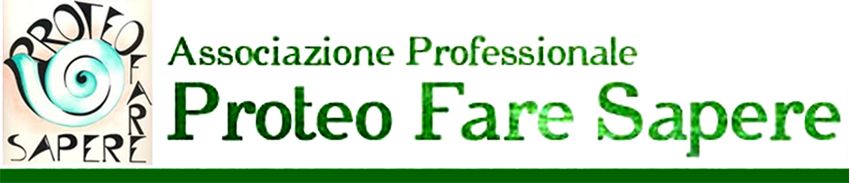 PROTEO
FARE
SAPERE
Associazione Professionale
Proteo Fare Sapere